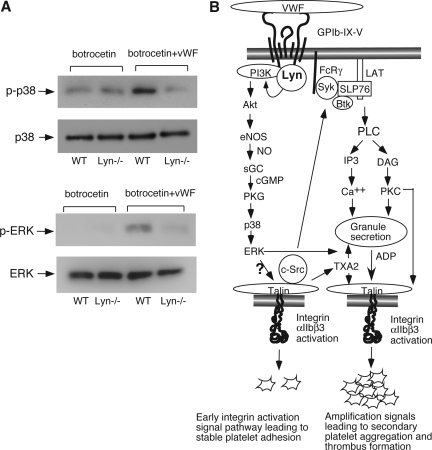 A
botrocetin botrocetin+vWF
p-p38
p38
WT Lyn-/- WT Lyn-/-
botrocetin botrocetin+vWF
p-ERK
ERK
WT Lyn-/- WT Lyn-/-
B
VWF
GPIb-IX-V
PI3K
Lyn
FcRγ
LAT
Syk
SLP76
Btk
Akt
eNOS
NO
sGC
cGMP
PKG
p38
ERK
PLC
IP3
DAG
Ca++
PKC
Granule
secretion
?
c-Src
TXA2
ADP
Talin
Talin
Integrin
αIIbβ3
activation
Integrin
αIIbβ3
activation
Early integrin activation
signal pathway leading to
stable platelet adhesion
Amplification signals
leading to secondary
platelet aggregation and
thrombus formation